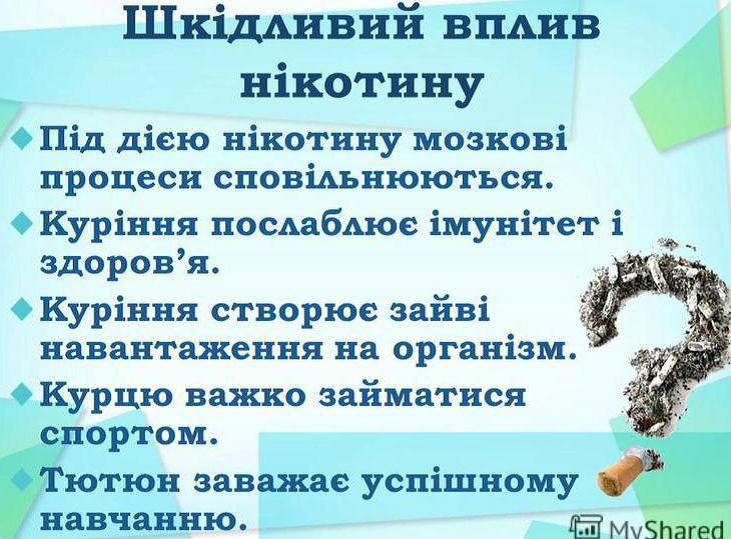 Шкідливий вплив
нікотину
Під дією нікотину мозкові
процеси сповільнюються.
Куріння послаблює імунітет і
здоров’я.
Куріння створює зайві
навантаження на організм.
Курцю важко займатися
спортом.
Тютюн заважає успішному
навчанню.
MyShared